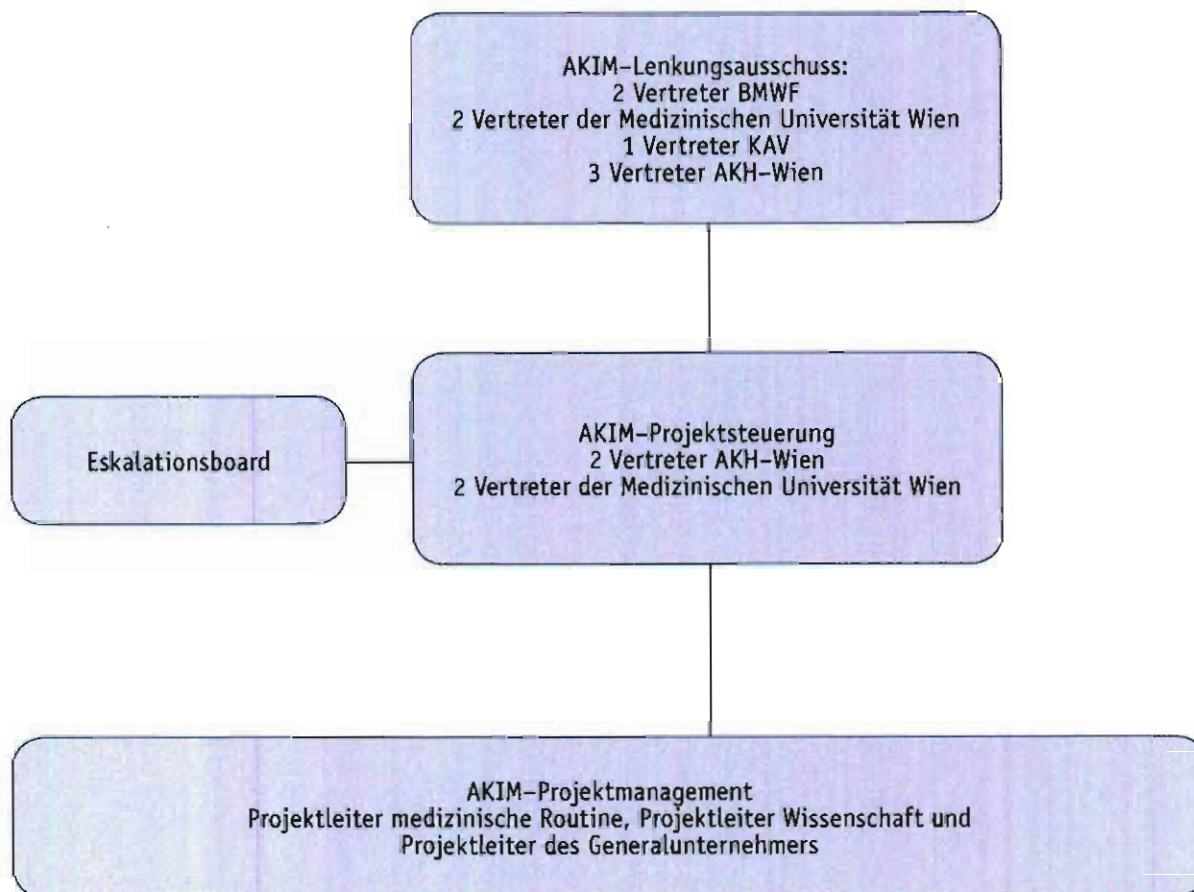 AKIM–Lenkungsausschuss:
2 Vertreter BMWF
2 Vertreter der Medizinischen Universität Wien
1 Vertreter KAV
3 Vertreter AKH–Wien
Eskalationsboard
AKIM–Projektsteuerung
2 Vertreter AKH–Wien
2 Vertreter der Medizinischen Universität Wien
AKIM–Projektmanagement
Projektleiter medizinische Routine, Projektleiter Wissenschaft und
Projektleiter des Generalunternehmers